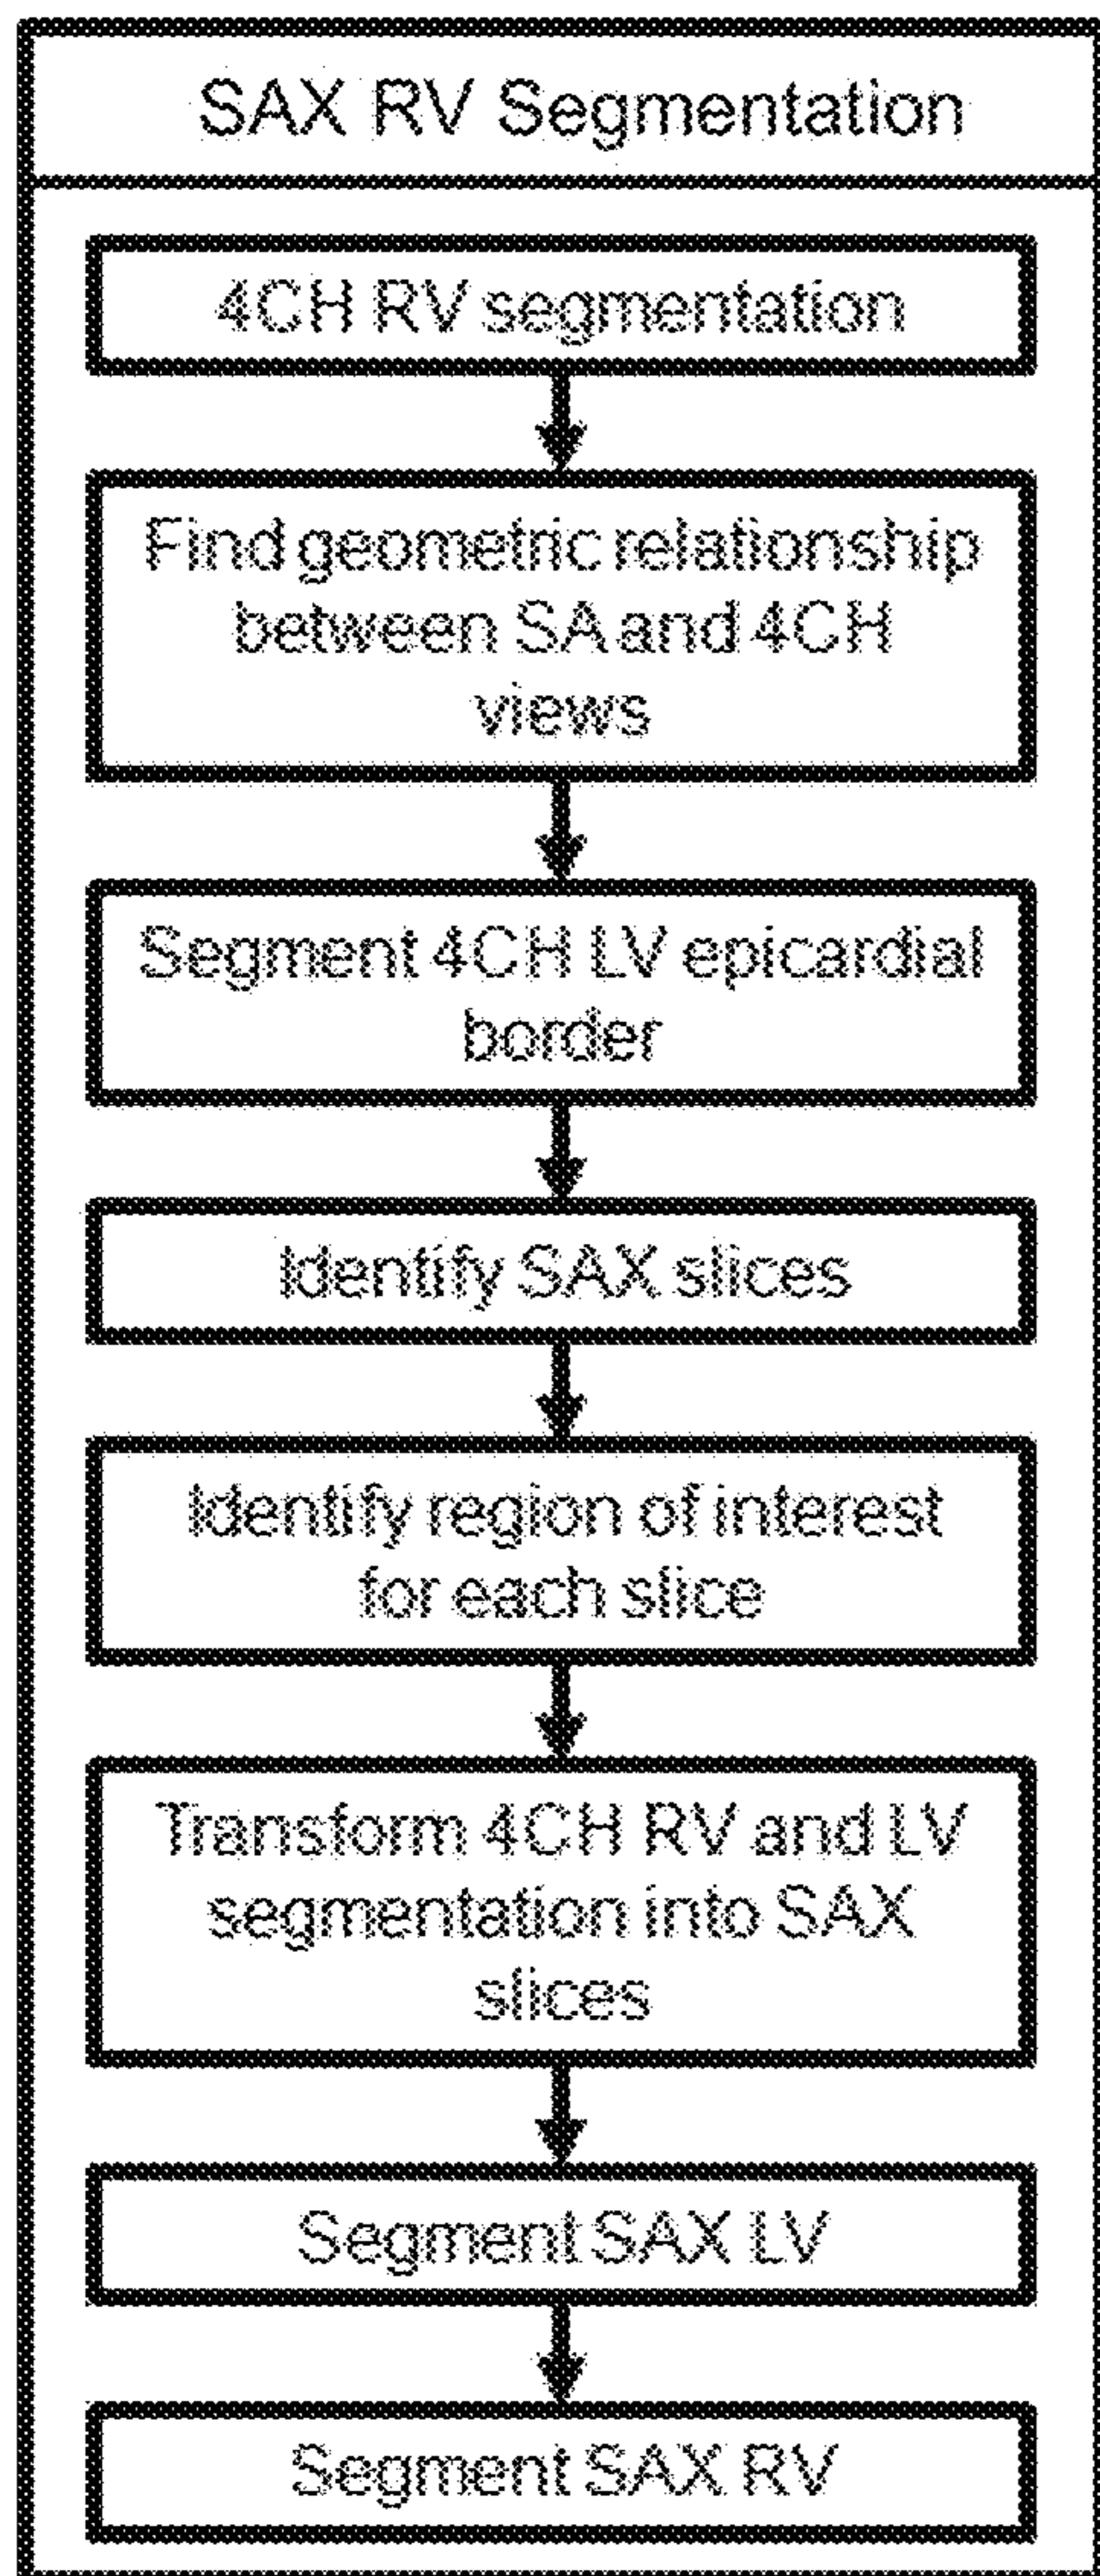 SAX RV Segmentation
4CH RV segmentation
Find geometric relationship
between SA and 4CH
views
Segment 4CH LV epicardial
border
Identify SAX slices
Identify region of interest
for each slice
Transform 4CH RV and LV
segmentation into SAX
slices
Segment SAX LV
Segment SAX RV